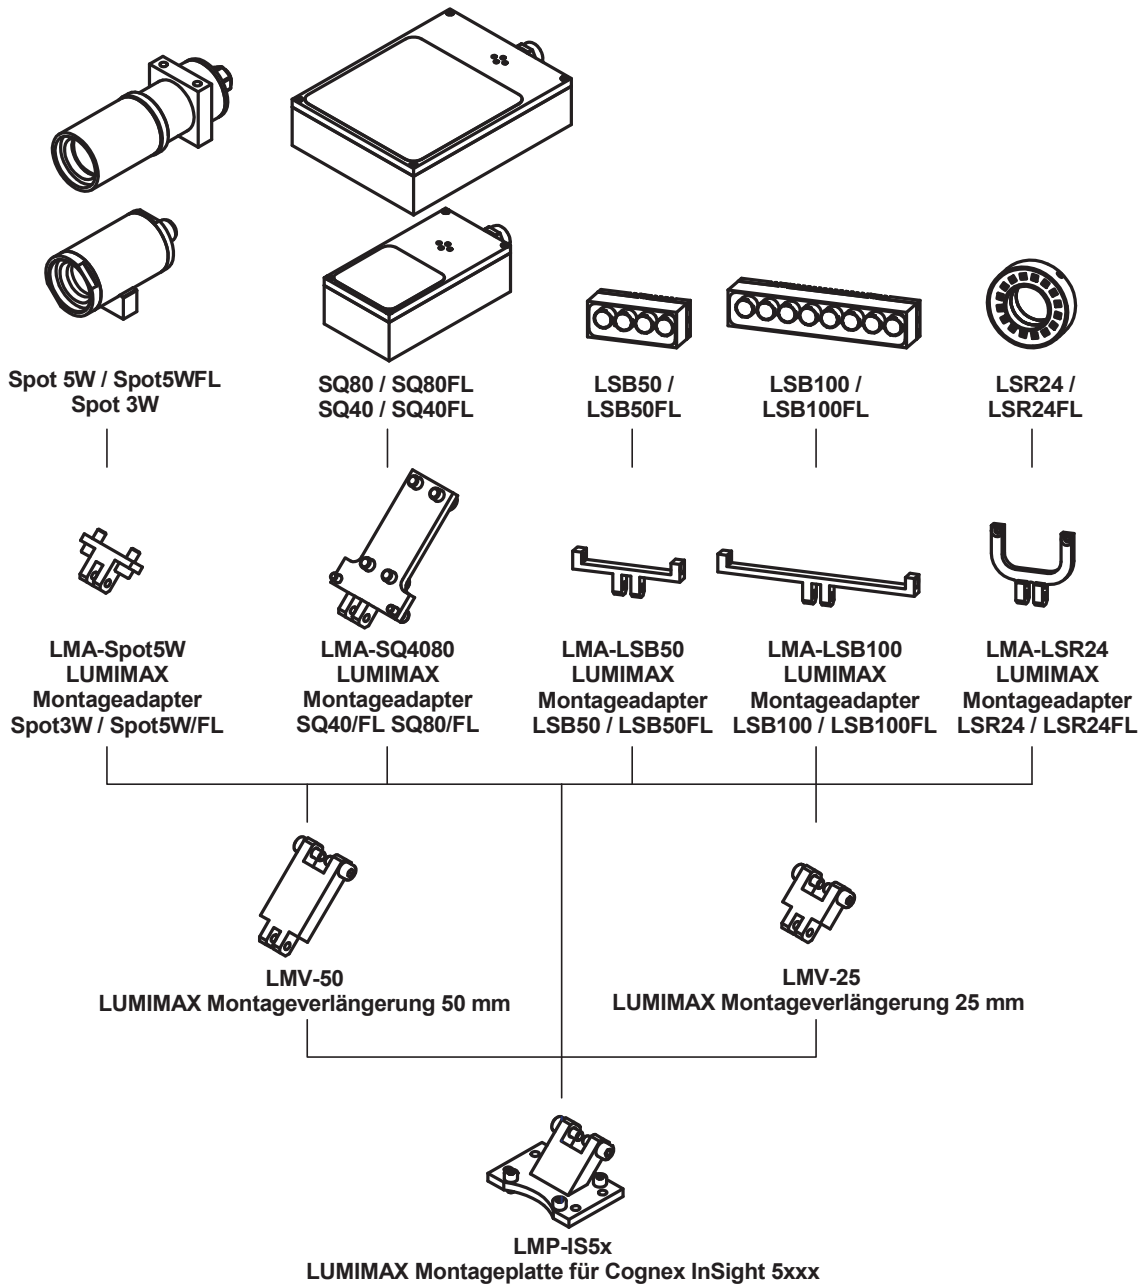 Spot 5W / Spot5WFL
Spot 3W
SQ80 / SQ80FL
SQ40 / SQ40FL
LSB50 /
LSB50FL
LSB100 /
LSB100FL
LSR24 /
LSR24FL
LMA-Spot5W
LUMIMAX
Montageadapter
Spot3W / Spot5W/FL
LMA-SQ4080
LUMIMAX
Montageadapter
SQ40/FL SQ80/FL
LMA-LSB50
LUMIMAX
Montageadapter
LSB50 / LSB50FL
LMA-LSB100
LUMIMAX
Montageadapter
LSB100 / LSB100FL
LMA-LSR24
LUMIMAX
Montageadapter
LSR24 / LSR24FL
LMV-50
LUMIMAX Montageverlängerung 50 mm
LMV-25
LUMIMAX Montageverlängerung 25 mm
LMP-IS5x
LUMIMAX Montageplatte für Cognex InSight 5xxx